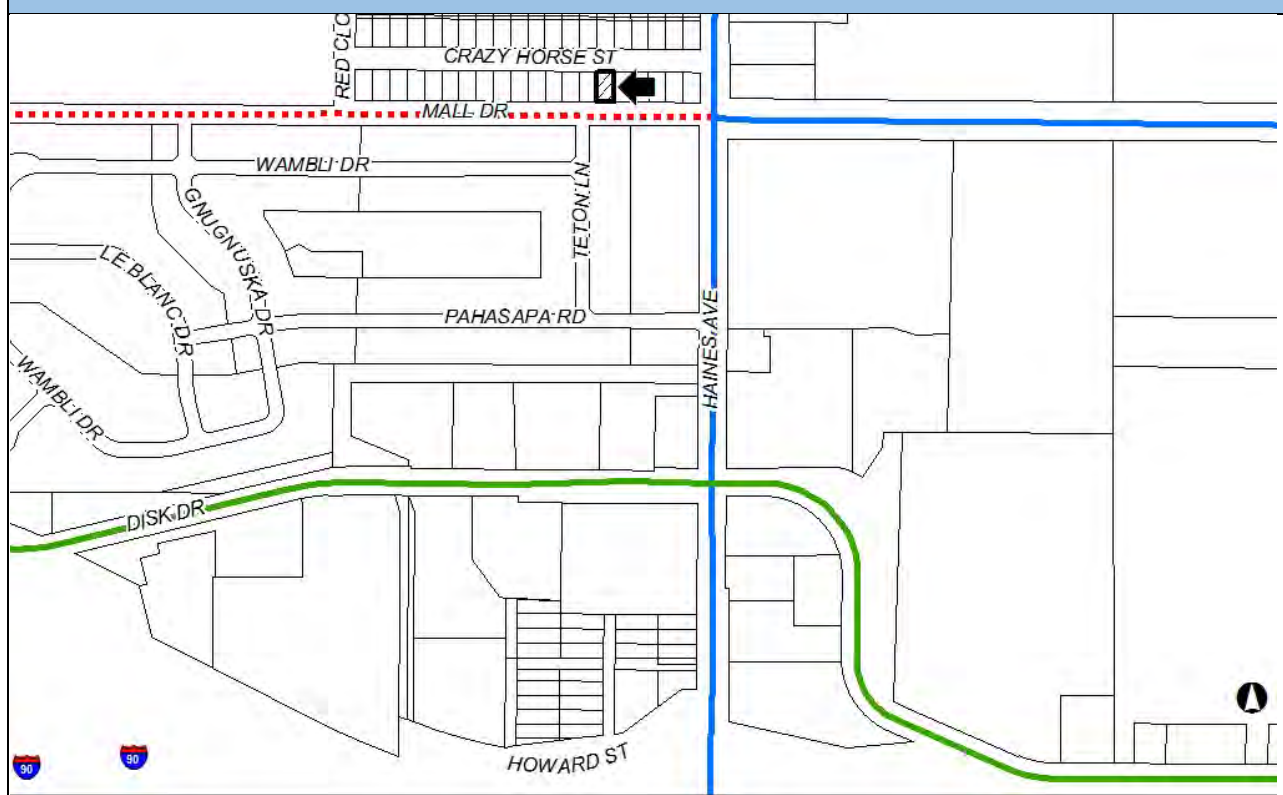 CRAZY HORSE ST
RED CLO
MALL DR
WAMBLI DR
TETON LN
GNUGNUSKA DR
LE BLANC DR
PAHASAPA RD
HAINES AVE
WAMBLI DR
DISK DR
HOWARD ST
90
90